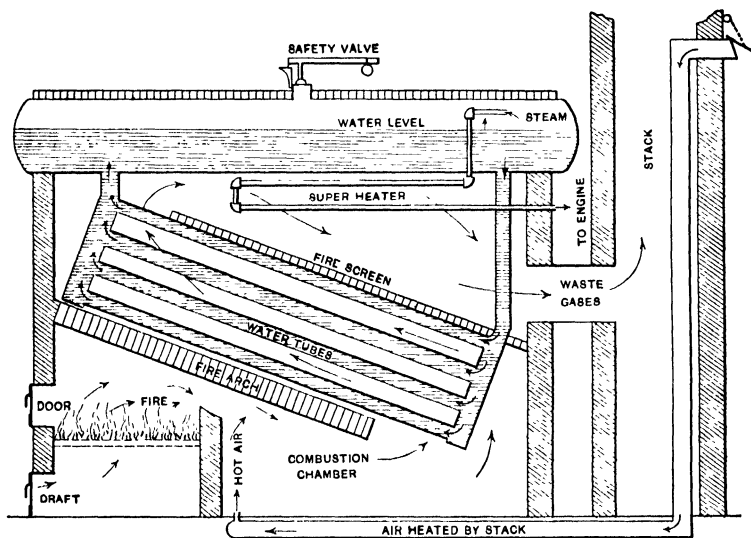 SAFETY VALVE
WATER LEVEL
STEAM
SUPER HEATER
TO ENGINE
STACK
FIRE SCREEN
WASTE
GASES
WATER TUBES
FIRE ARCH
DOOR
FIRE
HOT AIR
COMBUSTION
CHAMBER
DRAFT
AIR HEATED BY STACK